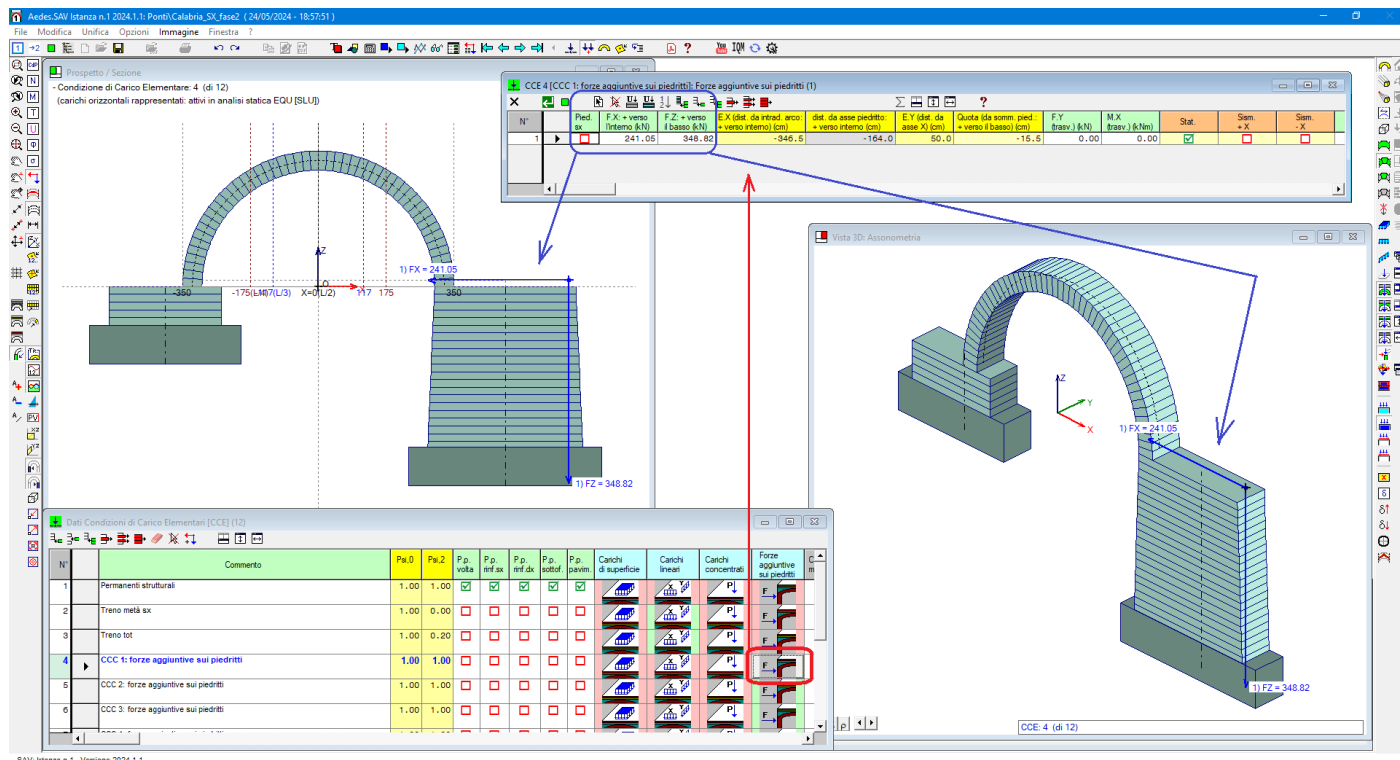 Aedes.SAV Istanza n.1 2024.1.1: Ponti\Calabria_SX_fase2 ( 24/05/2024 - 18:57:51 )
File Modifica Unifica Opzioni Immagine Finestra ?
Prospetto / Sezione
- Condizione di Carico Elementare: 4 (di 12)
(carichi orizzontali rappresentati: attivi in analisi statica EQU [SLU])
Z
O
1) FX = 241.05
-350
X=0(L/2)
117
175
350
1) FZ = 348.82
CCE 4 [CCC 1: forze aggiuntive sui piedritti]: Forze aggiuntive sui piedritti (1)
N° Pied. sx F.X: + verso l'interno (kN) F.Z: + verso il basso (kN) E.X (dist. da intrad. arco: + verso interno) (cm) dist. da asse piedritto: + verso interno (cm) E.Y (dist. da asse X) (cm) Quota (da somm. pied.: + verso il basso) (cm) F.Y (trasv.) (kN) M.X (trasv.) (kNm) Stat. Sism. + X Sism. - X
1 241.05 348.82 -346.5 -164.0 50.0 -15.5 0.00 0.00
Vista 3D: Assonometria
Z
Y
X
1) FX = 241.05
1) FZ = 348.82
CCE: 4 (di 12)
Dati Condizioni di Carico Elementari [CCE] (12)
N° Commento Psi,0 Psi,2 P.p. volta P.p. rinf.sx P.p. rinf.dx P.p. sottof. P.p. pavim. Carichi di superficie Carichi lineari Carichi concentrati Forze aggiuntive sui piedritti
1 Permanenti strutturali 1.00 1.00
2 Treno metà sx 1.00 0.00
3 Treno tot 1.00 0.20
4 CCC 1: forze aggiuntive sui piedritti 1.00 1.00
5 CCC 2: forze aggiuntive sui piedritti 1.00 1.00
6 CCC 3: forze aggiuntive sui piedritti 1.00 1.00